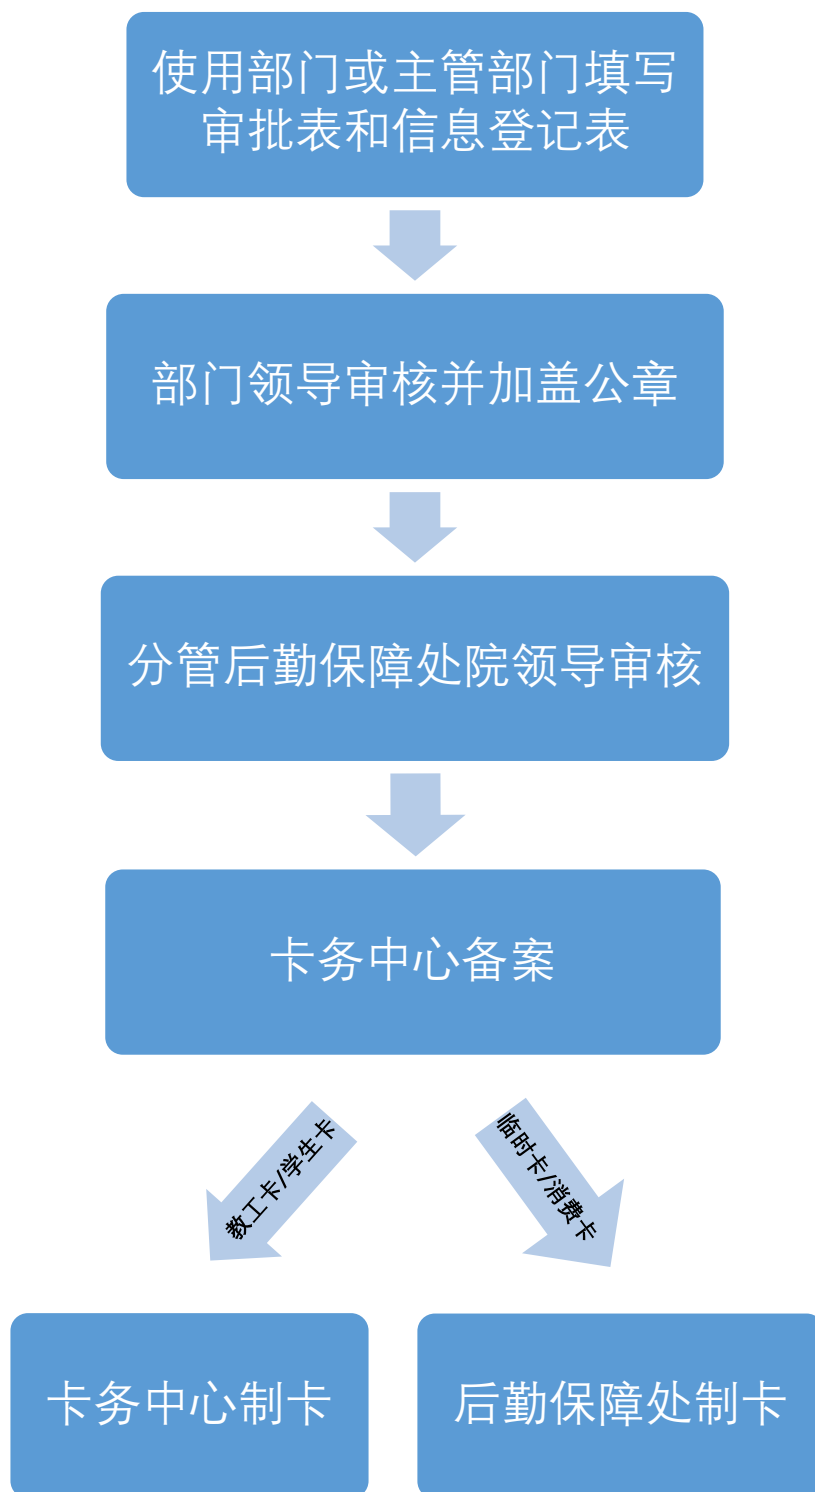 使用部门或主管部门填写
审批表和信息登记表
部门领导审核并加盖公章
分管后勤保障处院领导审核
卡务中心备案
教工卡/学生卡
临时卡/消费卡
卡务中心制卡
后勤保障处制卡